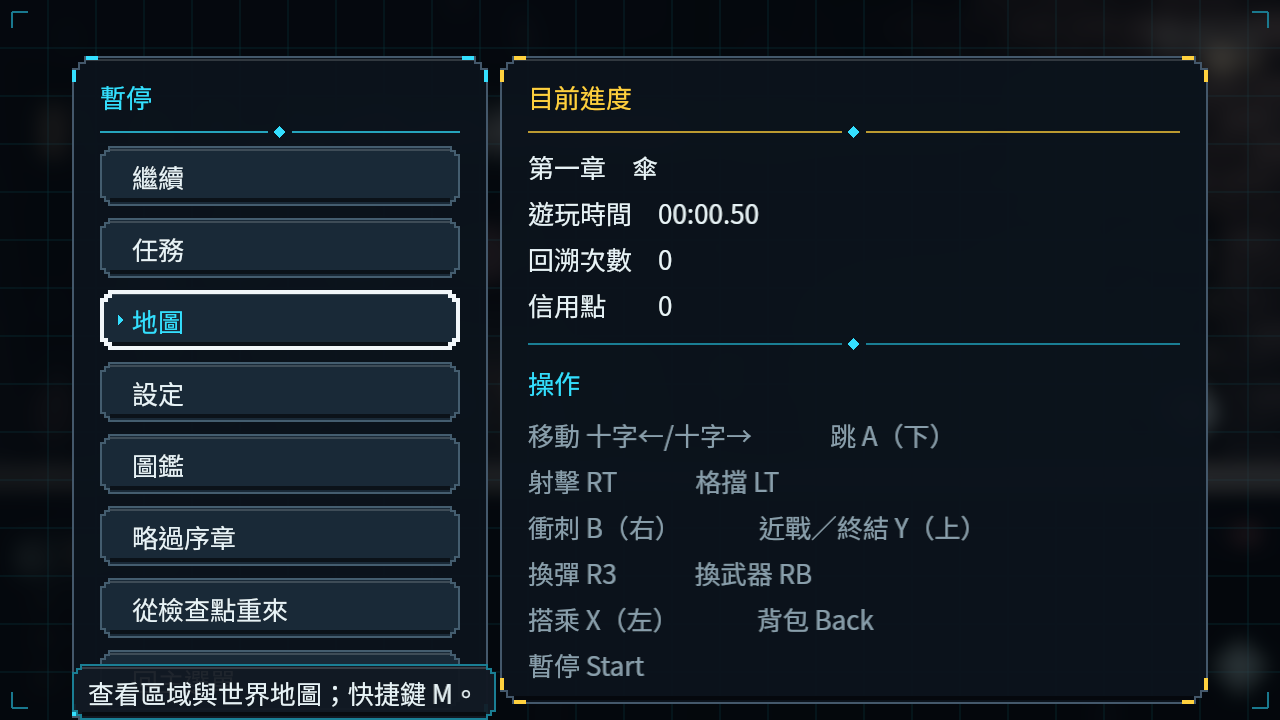 暫停
繼續
任務
地圖
設定
圖鑑
略過序章
從檢查點重來
查看區域與世界地圖；快捷鍵 M。
目前進度
第一章　傘
遊玩時間　00:00.50
回溯次數　0
信用點　　0
操作
移動 十字←/十字→　　　跳 A（下）
射擊 RT　　　格擋 LT
衝刺 B（右）　　　近戰／終結 Y（上）
換彈 R3　　　換武器 RB
搭乘 X（左）　　　背包 Back
暫停 Start